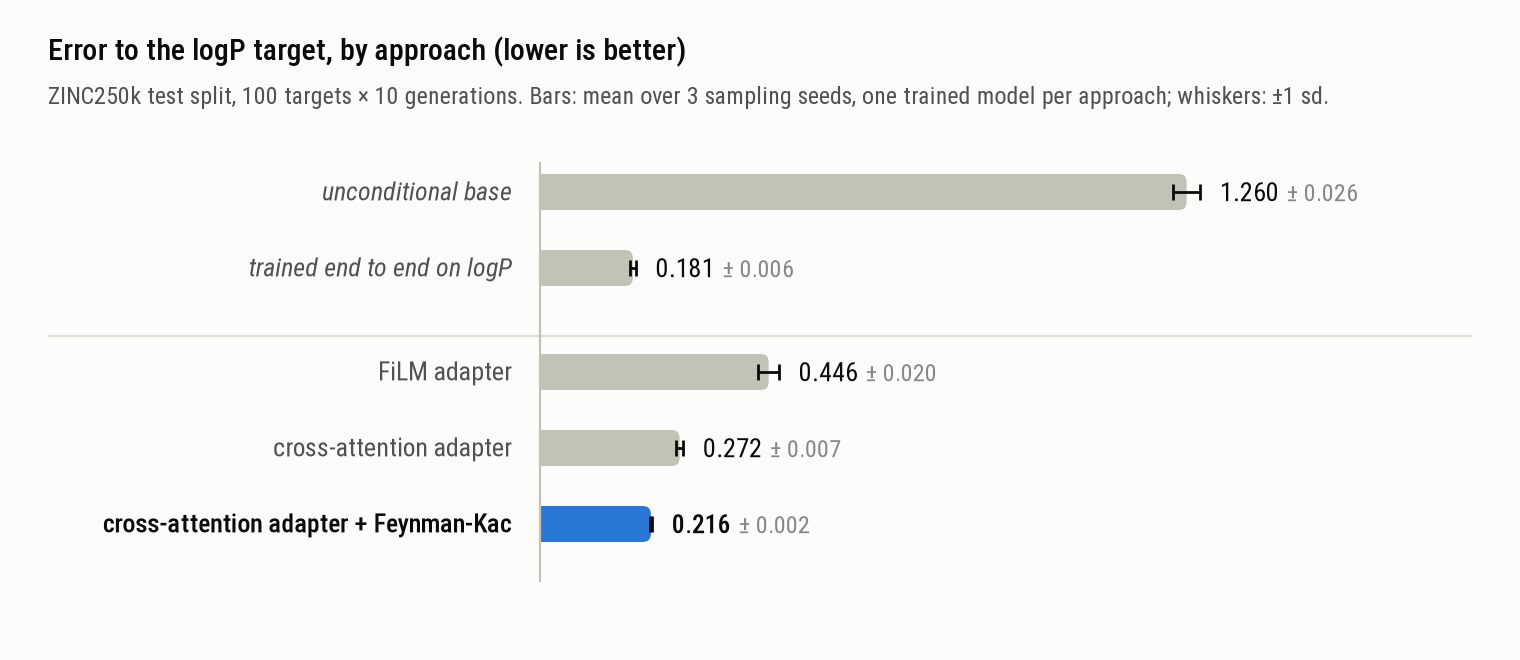 Error to the logP target, by approach (lower is better)
ZINC250k test split, 100 targets × 10 generations. Bars: mean over 3 sampling seeds, one trained model per approach; whiskers: ±1 sd.
unconditional base 1.260 ± 0.026
trained end to end on logP 0.181 ± 0.006
FiLM adapter 0.446 ± 0.020
cross-attention adapter 0.272 ± 0.007
cross-attention adapter + Feynman-Kac 0.216 ± 0.002